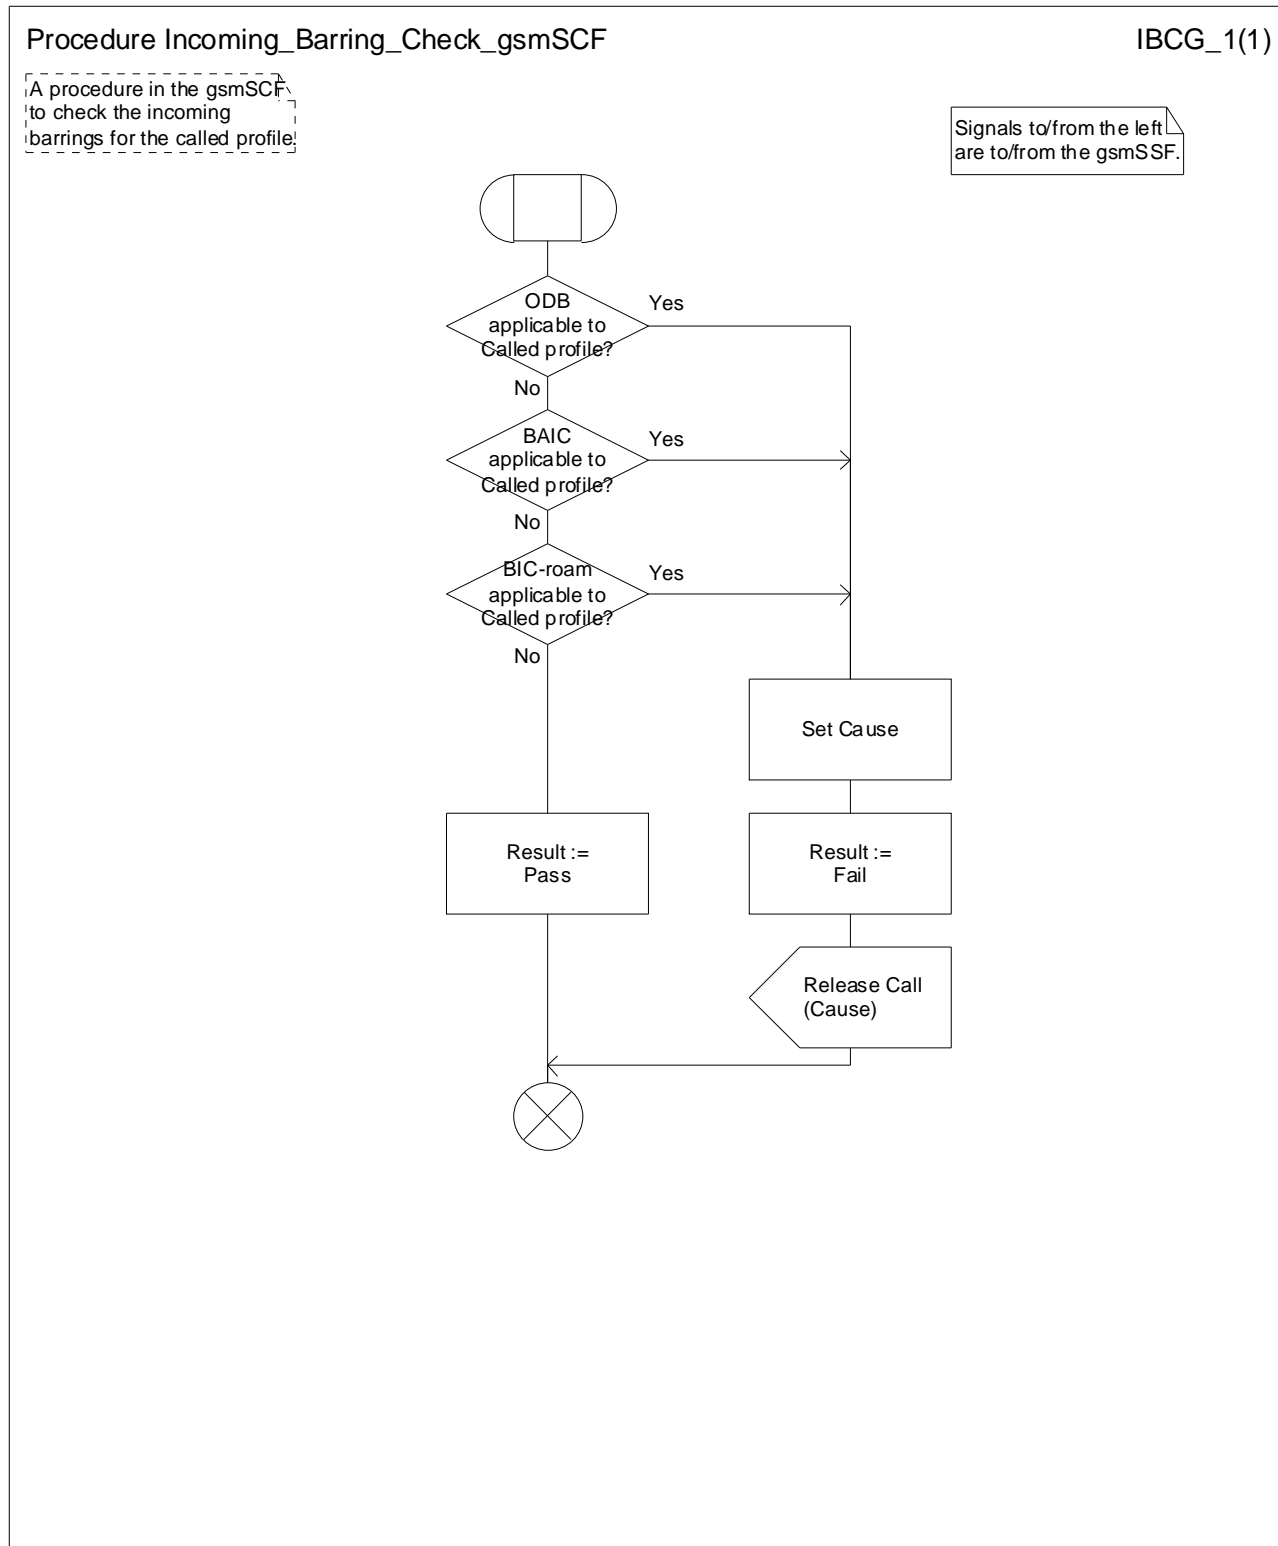 Procedure Incoming_Barring_Check_gsmSCF
IBCG_1(1)
A procedure in the gsmSCF
to check the incoming
barrings for the called profile.
Signals to/from the left
are to/from the gsmSSF.
ODB
applicable to
Called profile?
Yes
No
BAIC
applicable to
Called profile?
Yes
No
BIC-roam
applicable to
Called profile?
Yes
No
Set Cause
Result :=
Pass
Result :=
Fail
Release Call
(Cause)